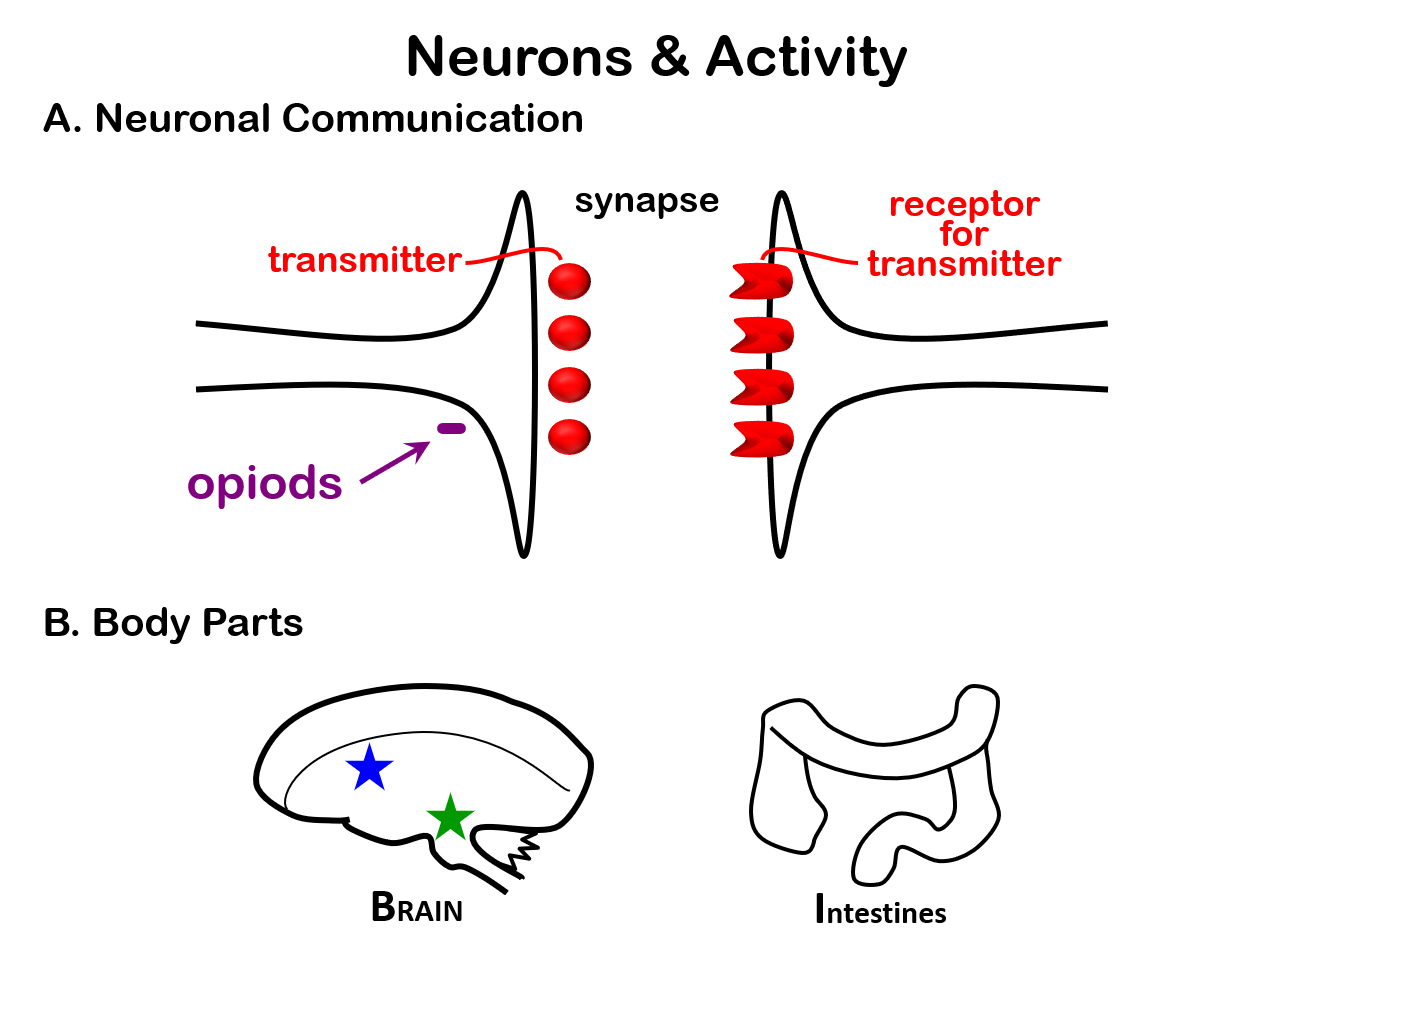 Neurons & Activity
A. Neuronal Communication
synapse
receptor
for
transmitter
transmitter
opiods
B. Body Parts
BRAIN
Intestines